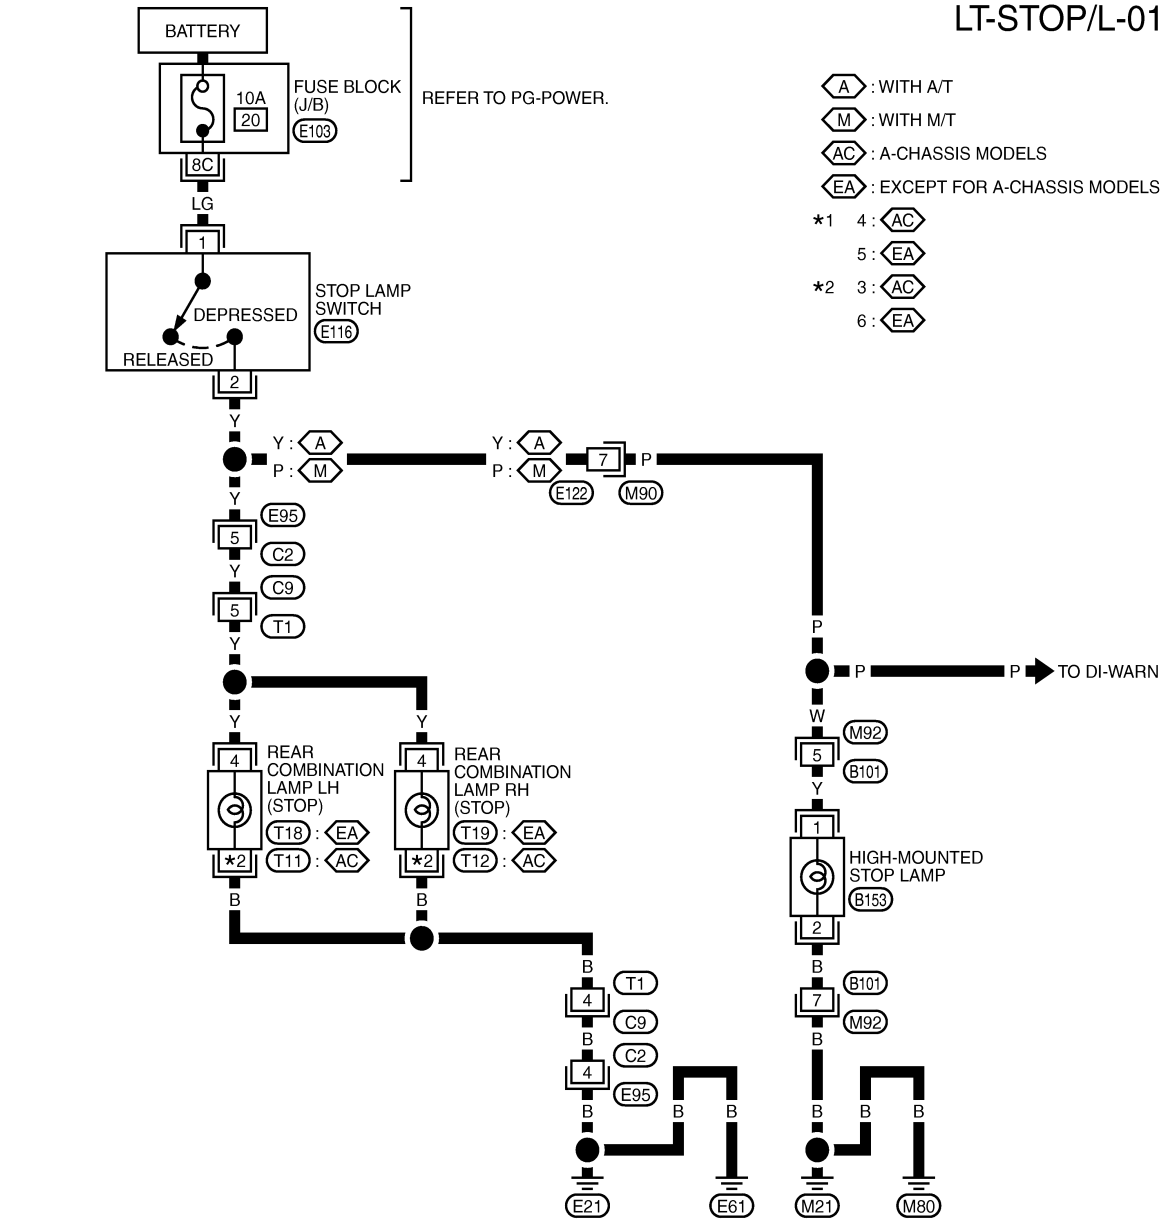 LT-STOP/L-01
BATTERY
10A
20
FUSE BLOCK
(J/B)
E103
REFER TO PG-POWER.
8C
LG
1
A : WITH A/T
M : WITH M/T
AC : A-CHASSIS MODELS
EA : EXCEPT FOR A-CHASSIS MODELS
*1 4 : AC
5 : EA
*2 3 : AC
6 : EA
DEPRESSED
RELEASED
STOP LAMP
SWITCH
E116
2
Y
Y : A
P : M
Y : A
P : M
7
P
E122
M90
Y
E95
5
C2
Y
C9
5
T1
Y
P
P
P
TO DI-WARN
Y
Y
W
4
REAR
COMBINATION
LAMP LH
(STOP)
T18 : EA
T11 : AC
*2
B
4
REAR
COMBINATION
LAMP RH
(STOP)
T19 : EA
T12 : AC
*2
B
M92
5
B101
Y
1
HIGH-MOUNTED
STOP LAMP
B153
2
B
B
T1
4
C9
B
C2
4
E95
B
B
B
B101
7
M92
B
B
B
B
E21
E61
M21
M80